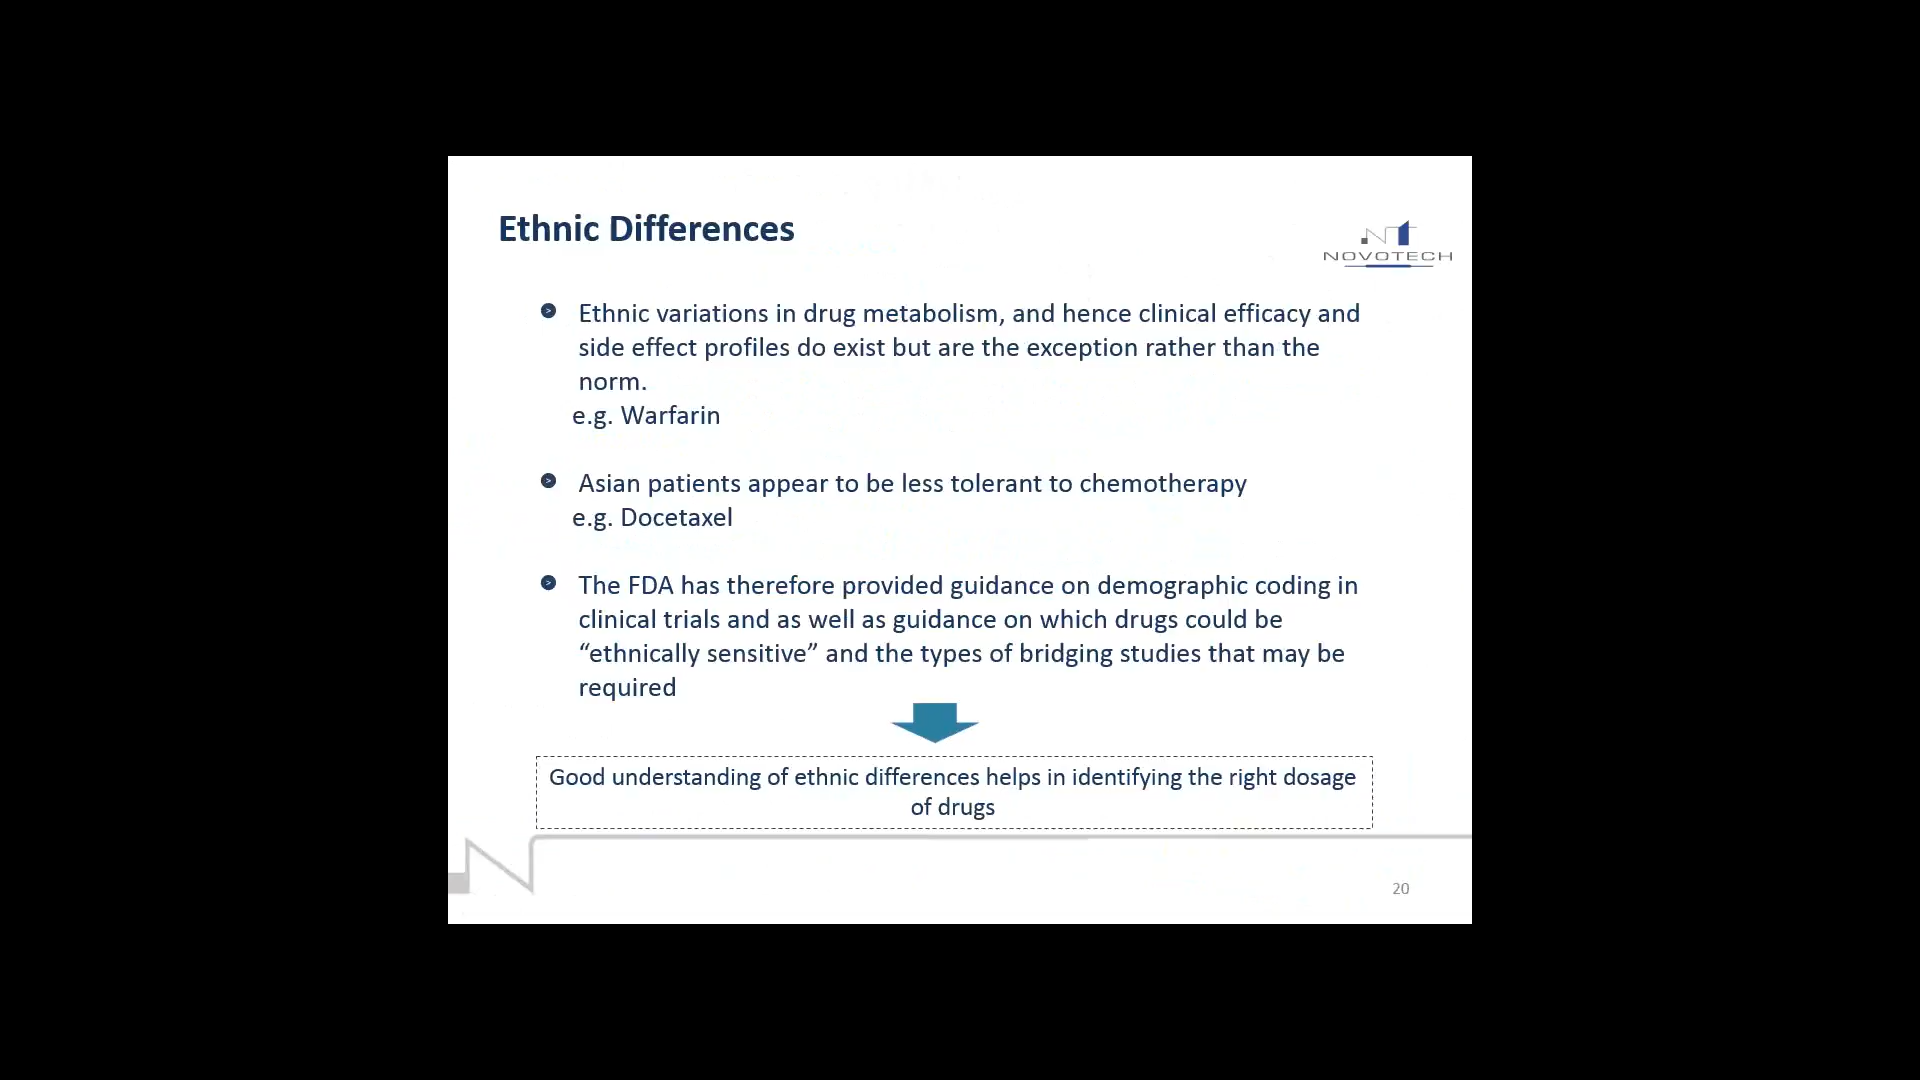 Ethnic Differences
NOVOTECH
Ethnic variations in drug metabolism, and hence clinical efficacy and
side effect profiles do exist but are the exception rather than the
norm.
e.g. Warfarin
Asian patients appear to be less tolerant to chemotherapy
e.g. Docetaxel
The FDA has therefore provided guidance on demographic coding in
clinical trials and as well as guidance on which drugs could be
“ethnically sensitive” and the types of bridging studies that may be
required
Good understanding of ethnic differences helps in identifying the right dosage
of drugs
20